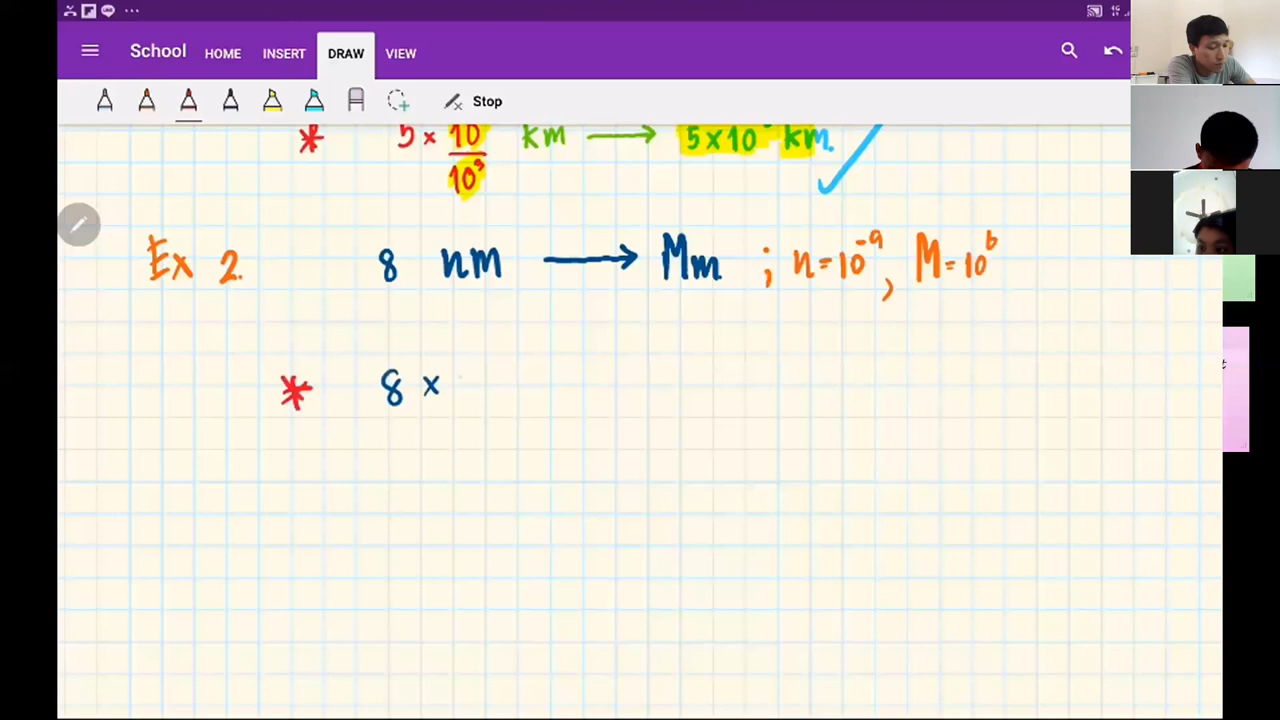 School HOME INSERT DRAW VIEW
Stop
* 5 × 10 km → 5×10 km.
10³
Ex 2. 8 nm → Mm ; n=10⁻⁹, M=10⁶
* 8 ×